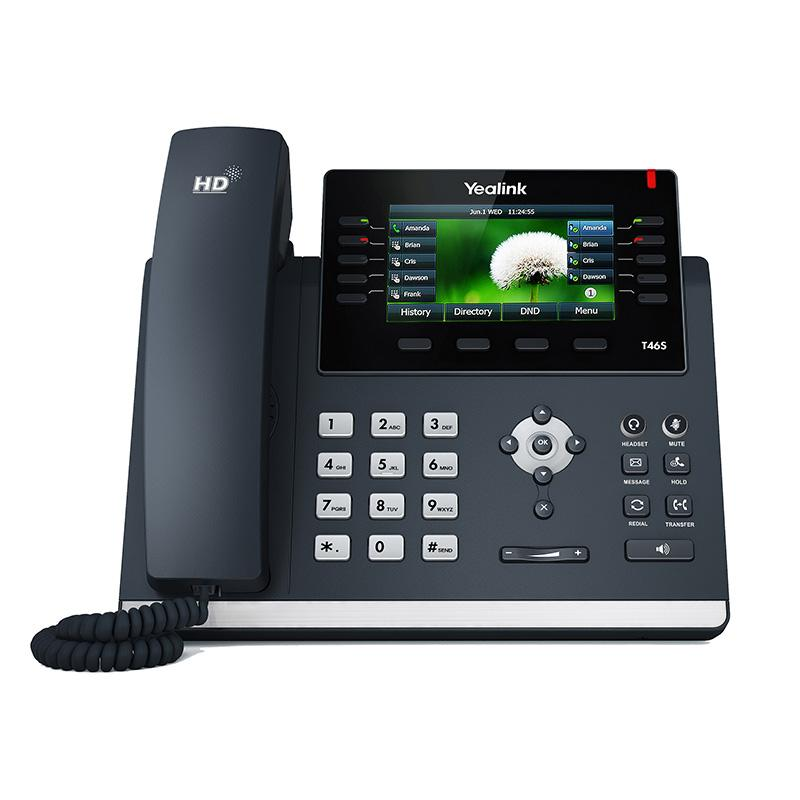 HD
Yealink
Jun.1 WED 11:24:55
Amanda
Brian
Cris
Dawson
Frank
Amanda
Brian
Cris
Dawson
1
History Directory DND Menu
T46S
1 2 ABC 3 DEF
4 GHI 5 JKL 6 MNO
7 PQRS 8 TUV 9 WXYZ
*. 0 # SEND
OK
- +
HEADSET MUTE
MESSAGE HOLD
REDIAL TRANSFER